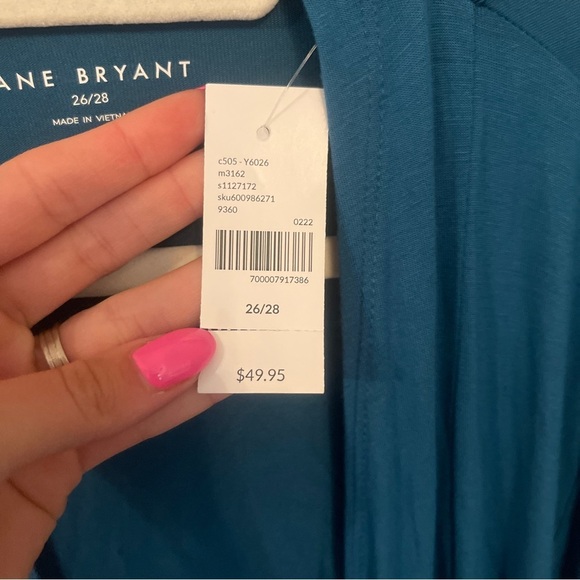 ANE BRYANT
26/28
MADE IN VIETNA
c505 - Y6026
m3162
s1127172
sku600986271
9360
0222
700007917386
26/28
$49.95